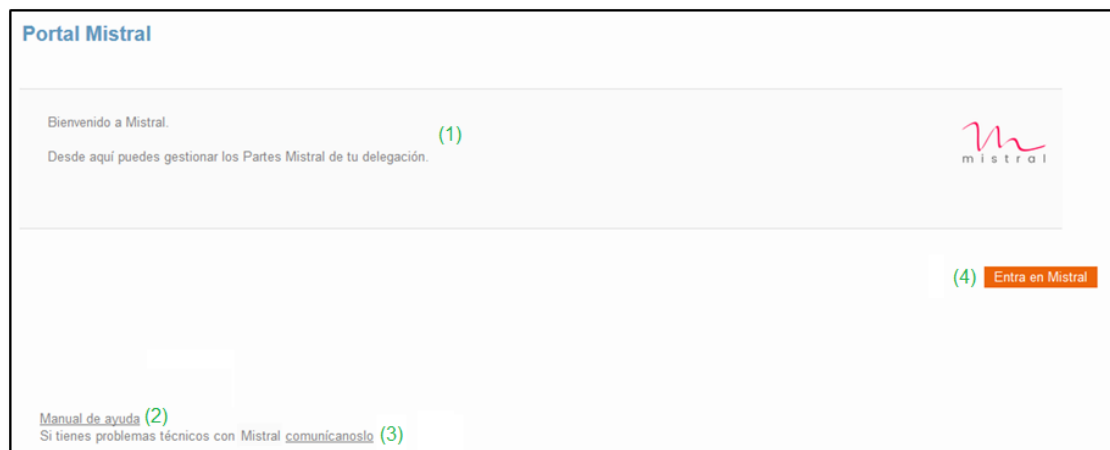 Portal Mistral
Bienvenido a Mistral.
(1)
Desde aquí puedes gestionar los Partes Mistral de tu delegación.
mistral
(4) Entra en Mistral
Manual de ayuda (2)
Si tienes problemas técnicos con Mistral comunícanoslo (3)